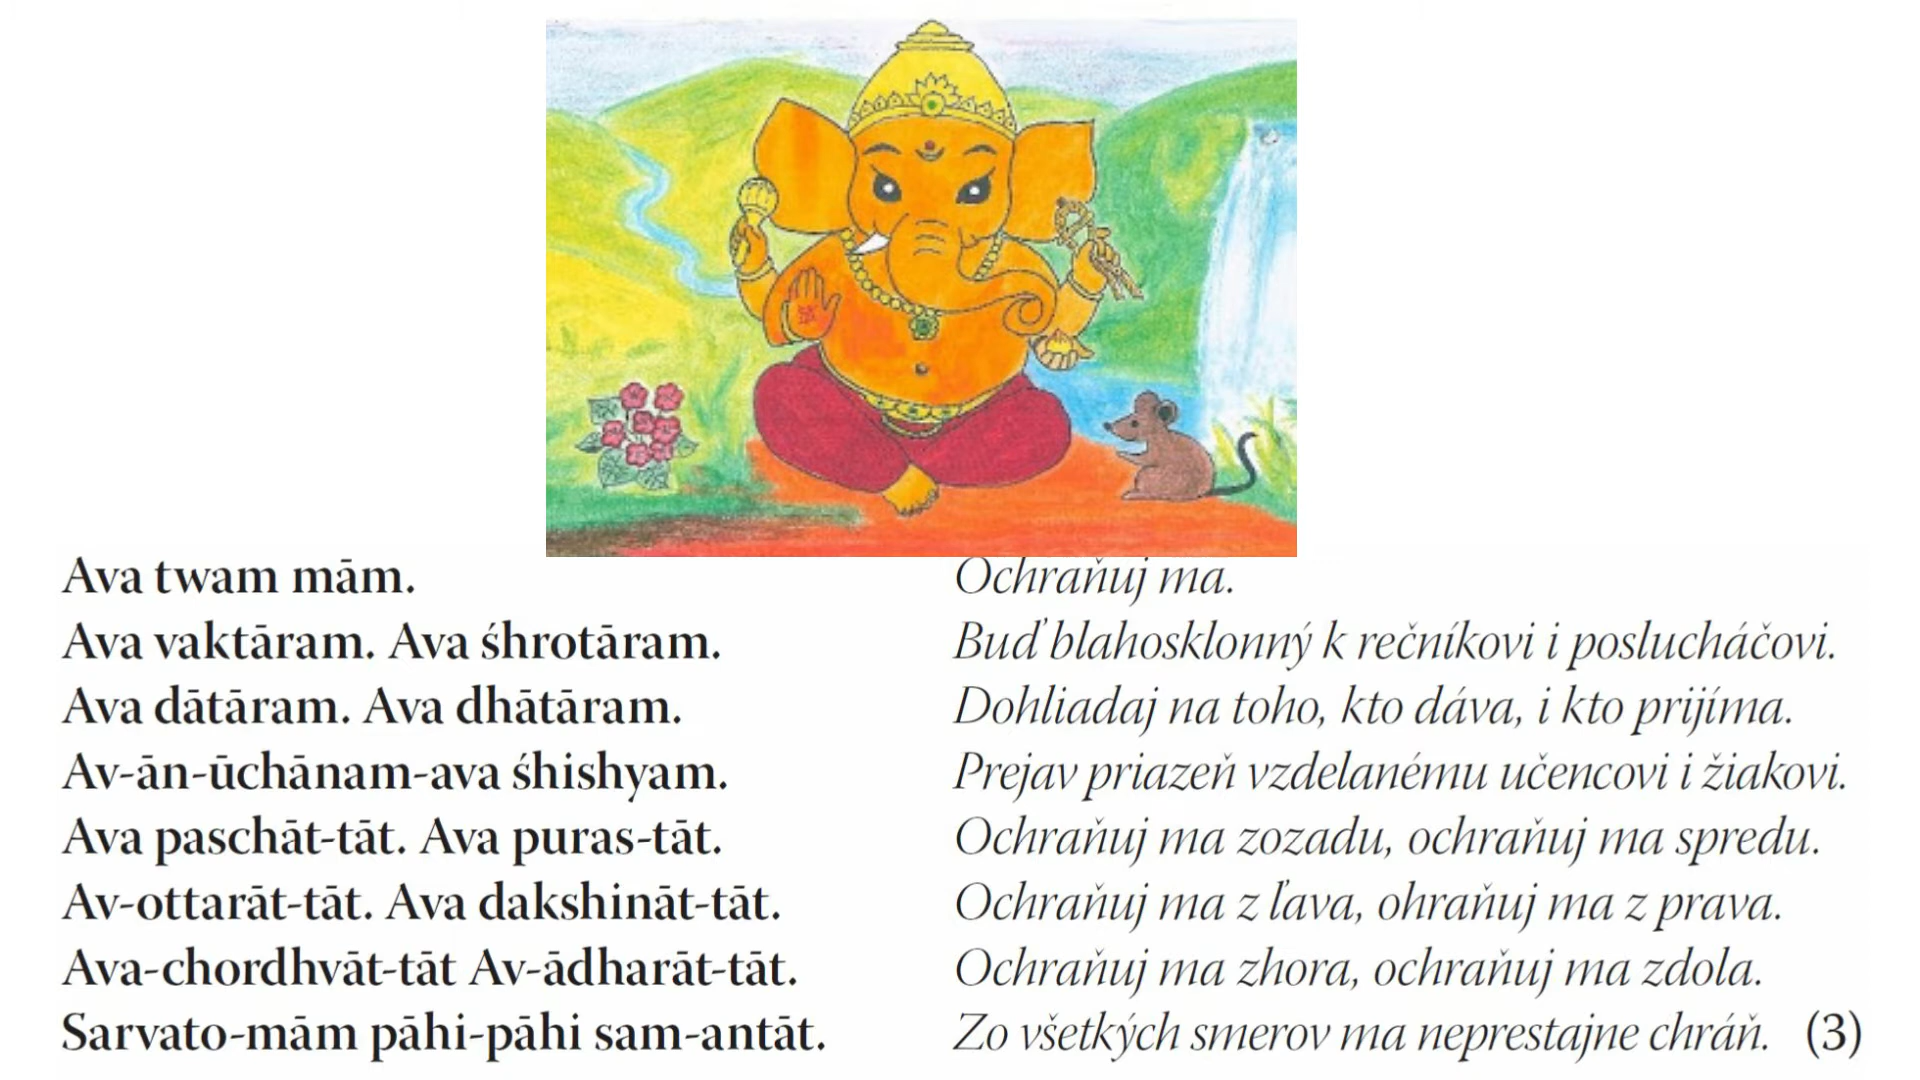 Ava twam mām.
Ochraňuj ma.
Ava vaktāram. Ava śhrotāram.
Buď blahosklonný k rečníkovi i poslucháčovi.
Ava dātāram. Ava dhātāram.
Dohliadaj na toho, kto dáva, i kto prijíma.
Av-ān-ūchānam-ava śhishyam.
Prejav priazeň vzdelanému učencovi i žiakovi.
Ava paschāt-tāt. Ava puras-tāt.
Ochraňuj ma zozadu, ochraňuj ma spredu.
Av-ottarāt-tāt. Ava dakshināt-tāt.
Ochraňuj ma z ľava, ohraňuj ma z prava.
Ava-chordhvāt-tāt Av-ādharāt-tāt.
Ochraňuj ma zhora, ochraňuj ma zdola.
Sarvato-mām pāhi-pāhi sam-antāt.
Zo všetkých smerov ma neprestajne chráň. (3)